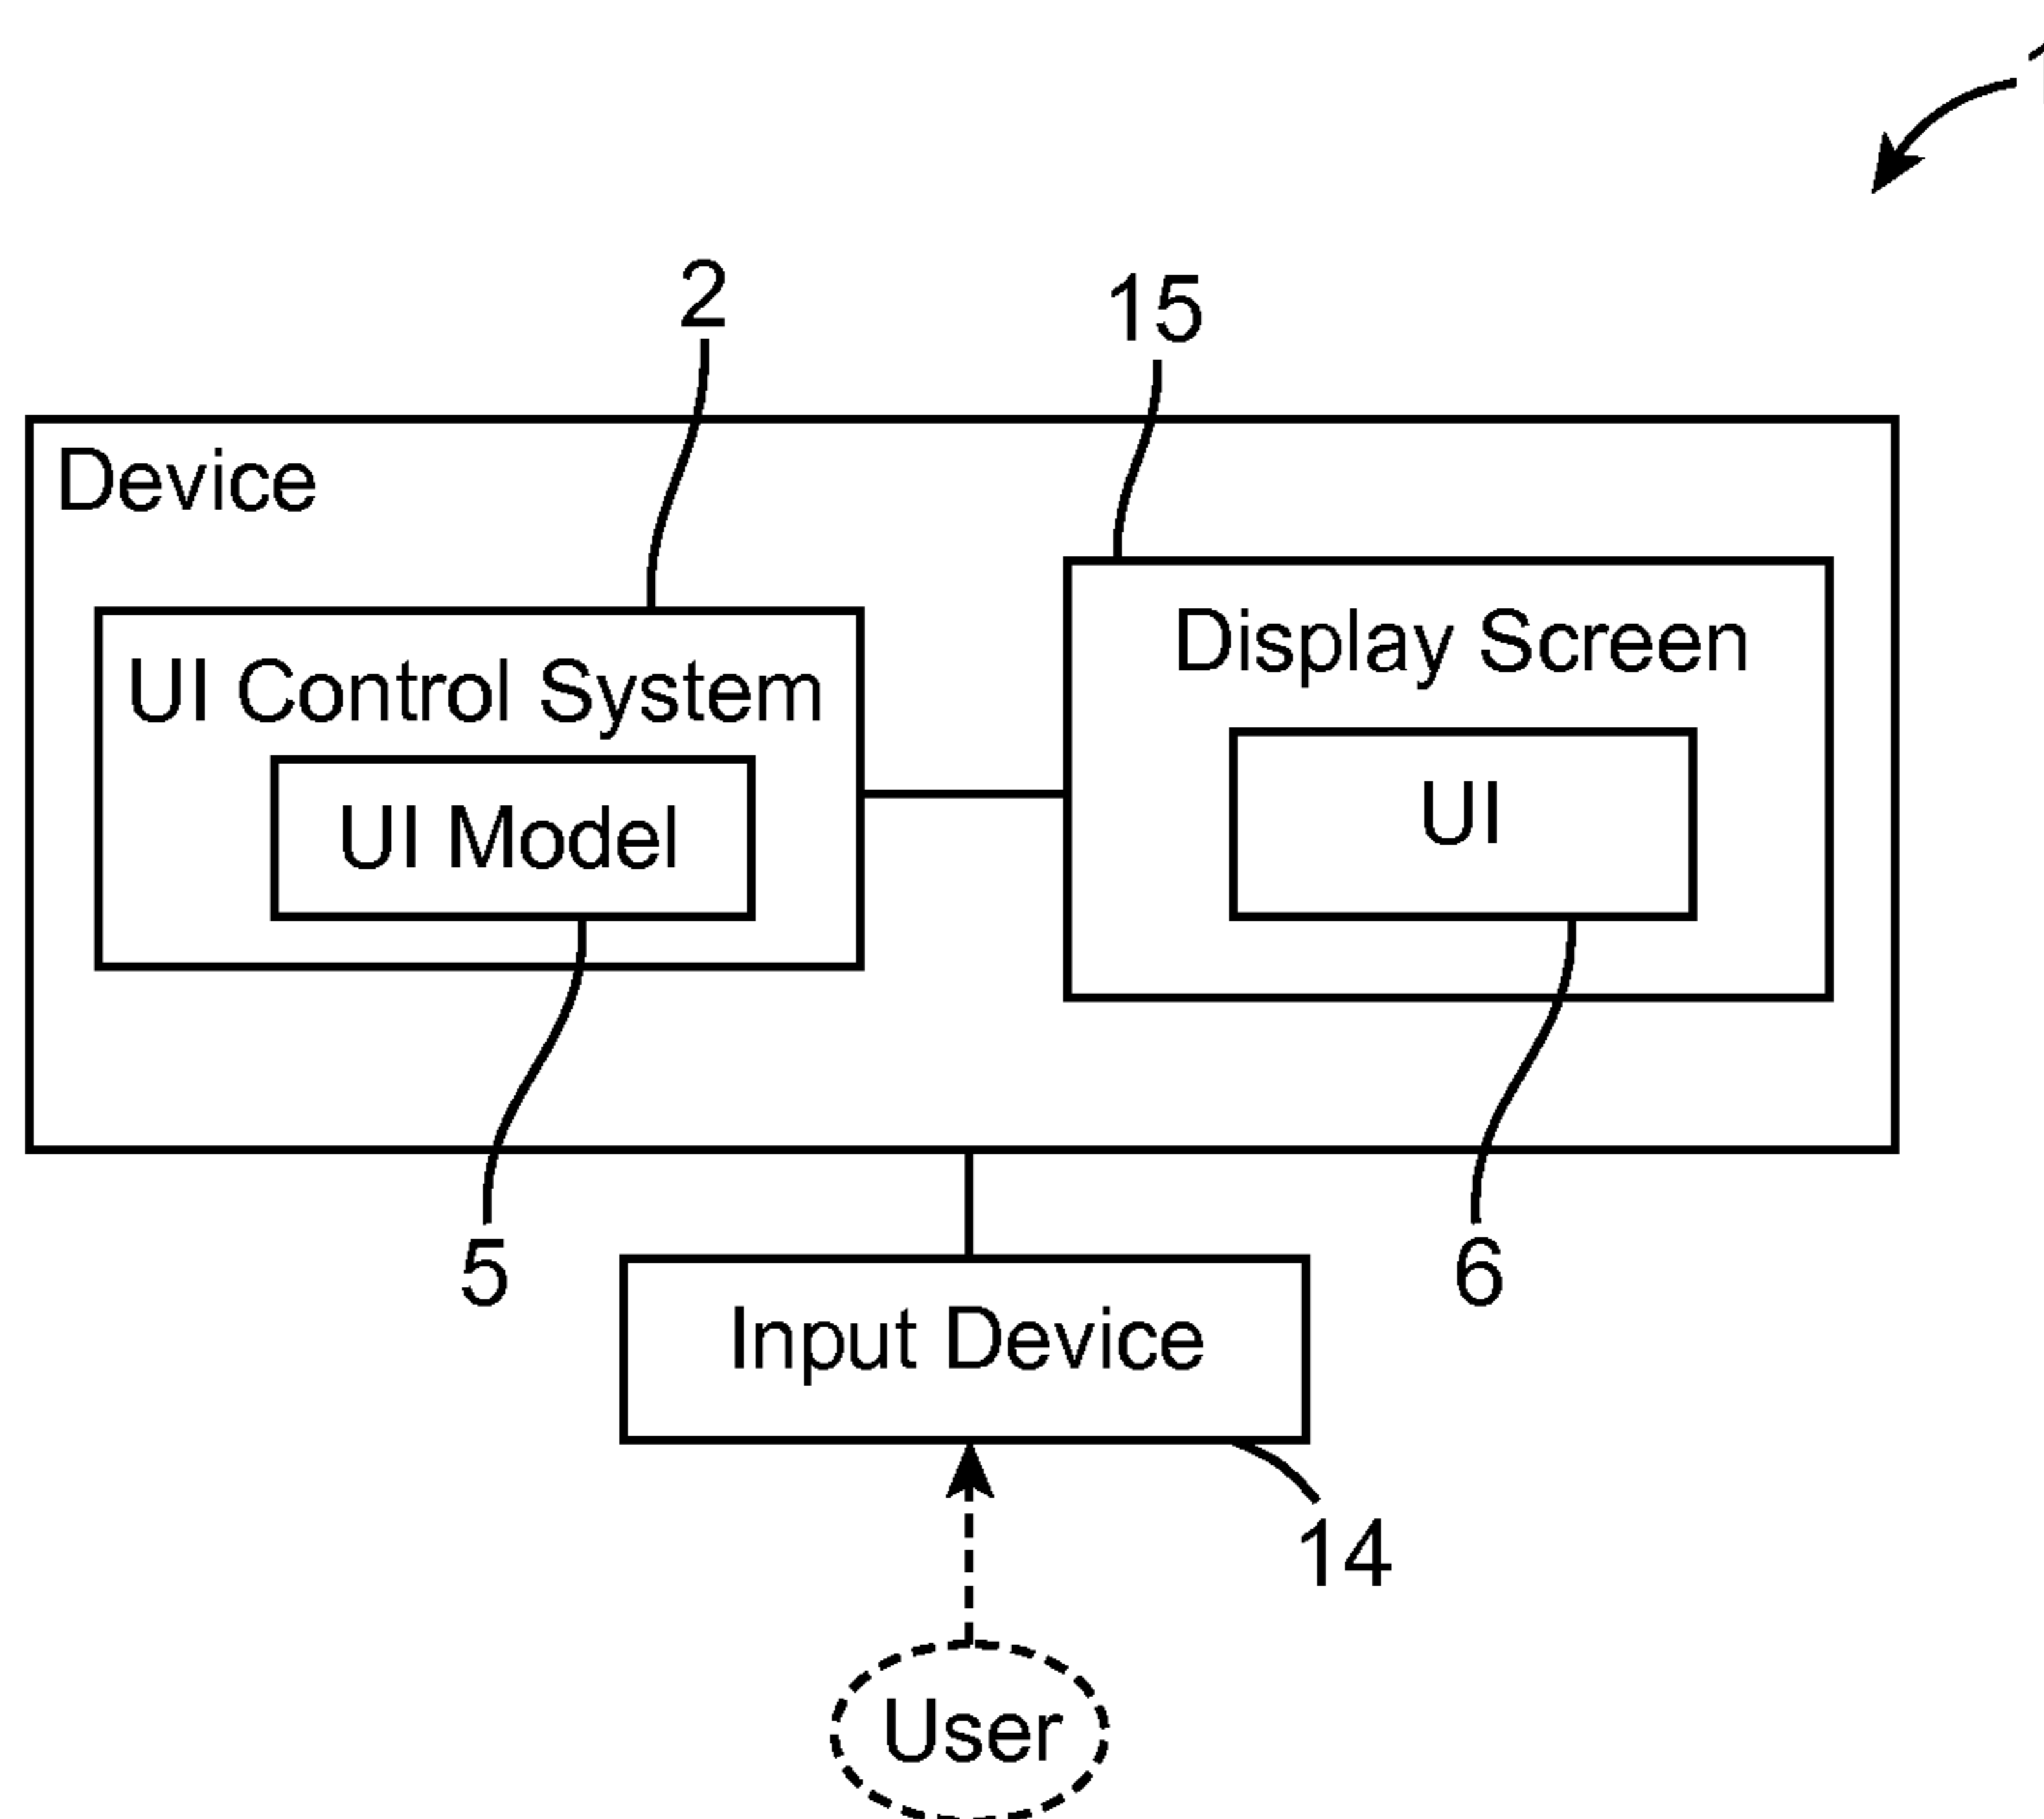 2
15
Device
Display Screen
UI Control System
UI
UI Model
5
6
Input Device
14
User